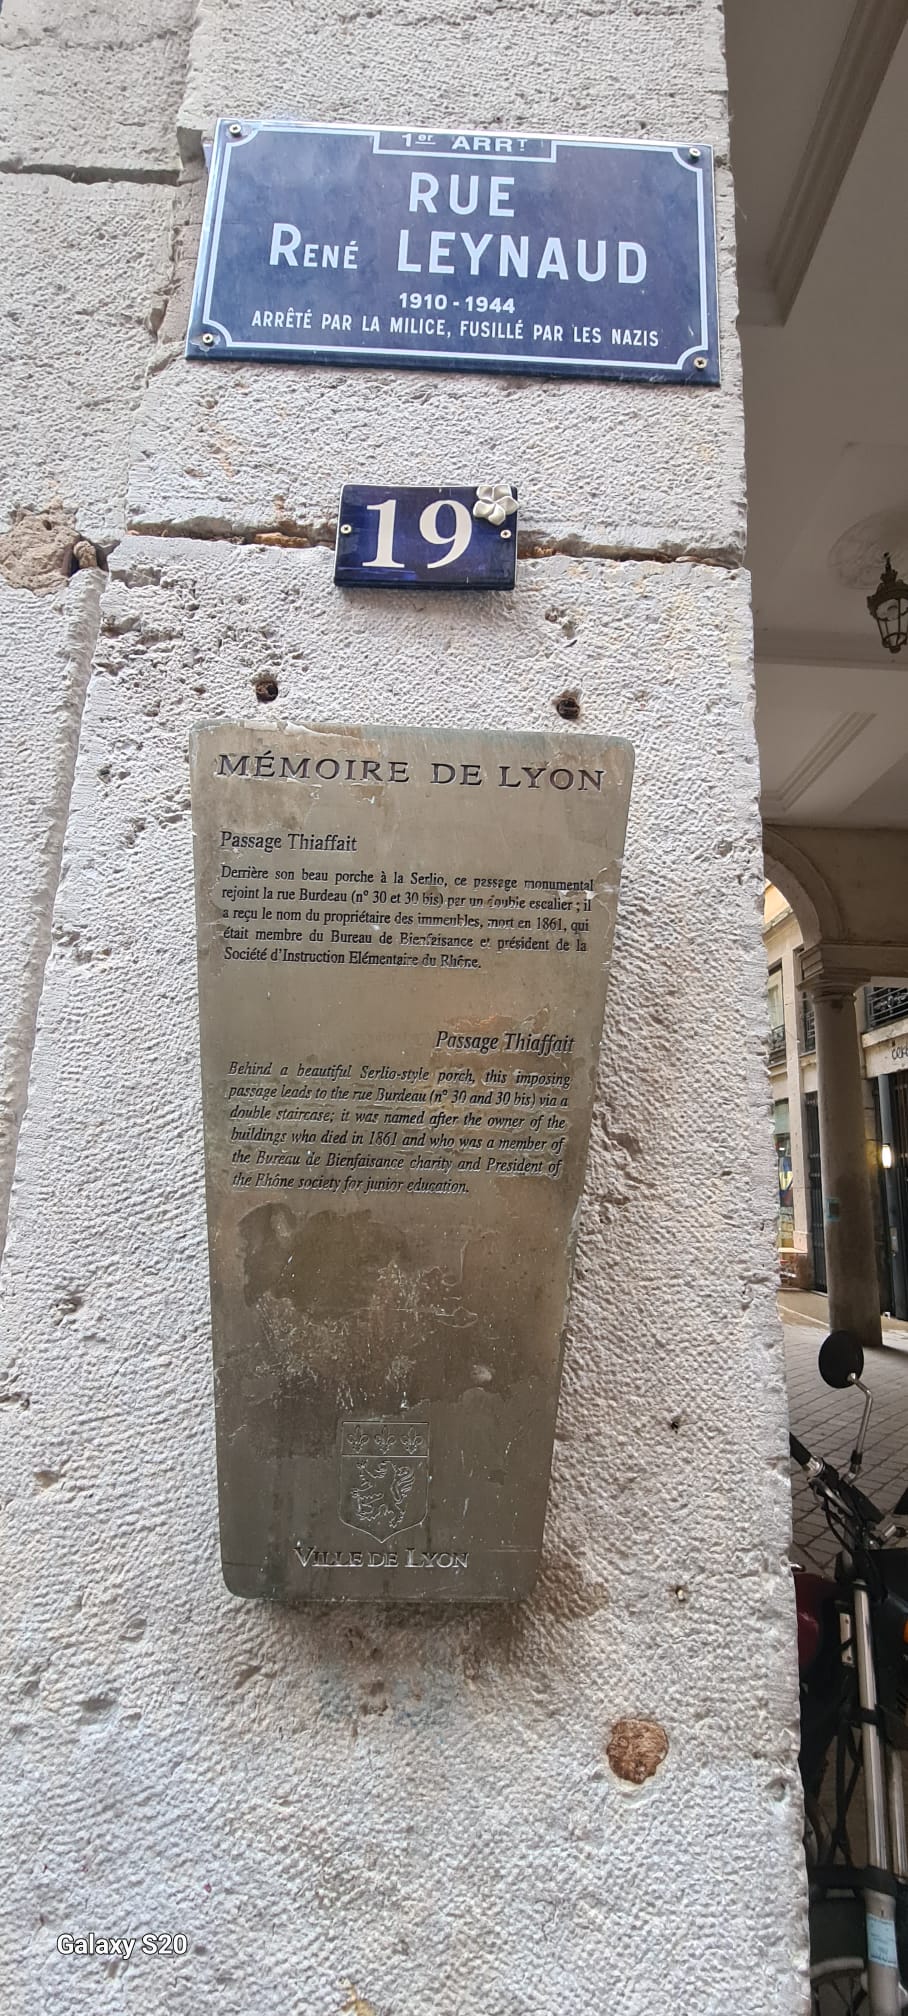 1er ARRT
RUE
RENÉ LEYNAUD
1910 - 1944
ARRÊTÉ PAR LA MILICE, FUSILLÉ PAR LES NAZIS
19
MÉMOIRE DE LYON
Passage Thiaffait
Derrière son beau porche à la Serlio, ce passage monumental
rejoint la rue Burdeau (n° 30 et 30 bis) par un double escalier ; il
a reçu le nom du propriétaire des immeubles, mort en 1861, qui
était membre du Bureau de Bienfaisance et président de la
Société d'Instruction Elémentaire du Rhône.
Passage Thiaffait
Behind a beautiful Serlio-style porch, this imposing
passage leads to the rue Burdeau (n° 30 and 30 bis) via a
double staircase; it was named after the owner of the
buildings who died in 1861 and who was a member of
the Bureau de Bienfaisance charity and President of
the Rhône society for junior education.
VILLE DE LYON
Galaxy S20